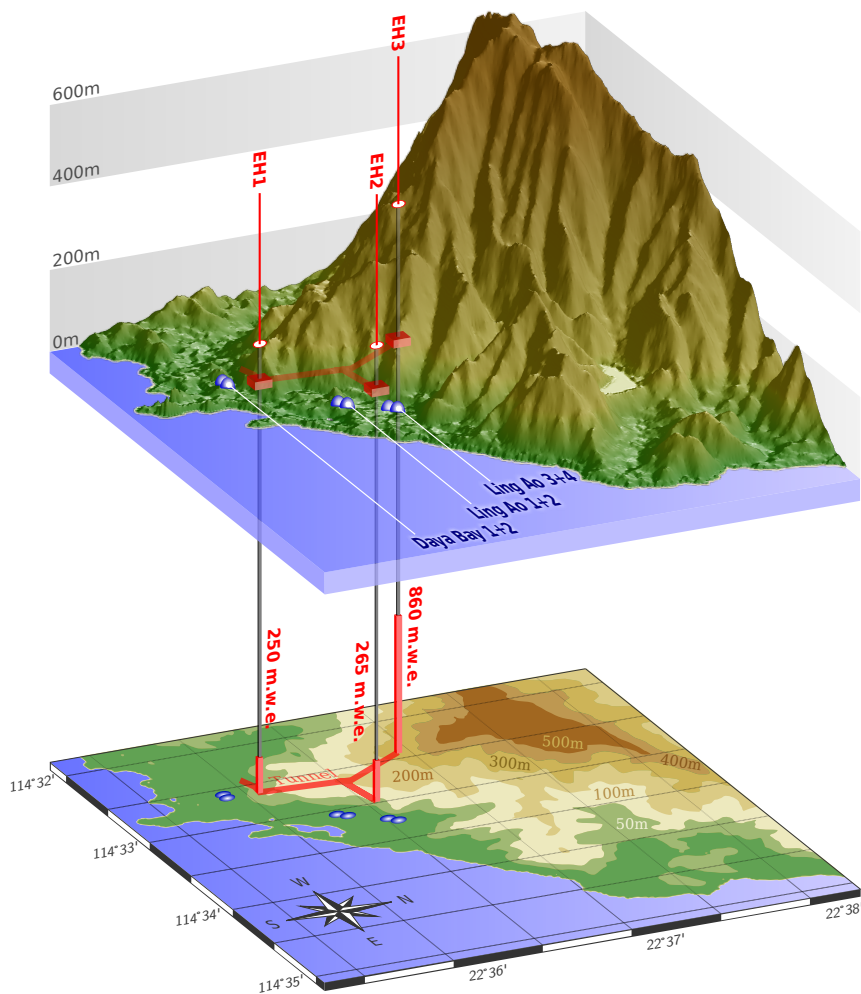 EH3
600m
400m
EH1
EH2
200m
0m
Ling Ao 3+4
Ling Ao 1+2
Daya Bay 1+2
860 m.w.e.
250 m.w.e.
265 m.w.e.
500m
400m
300m
200m
Tunnel
100m
50m
114°32'
114°33'
114°34'
114°35'
W
N
S
E
22°36'
22°37'
22°38'